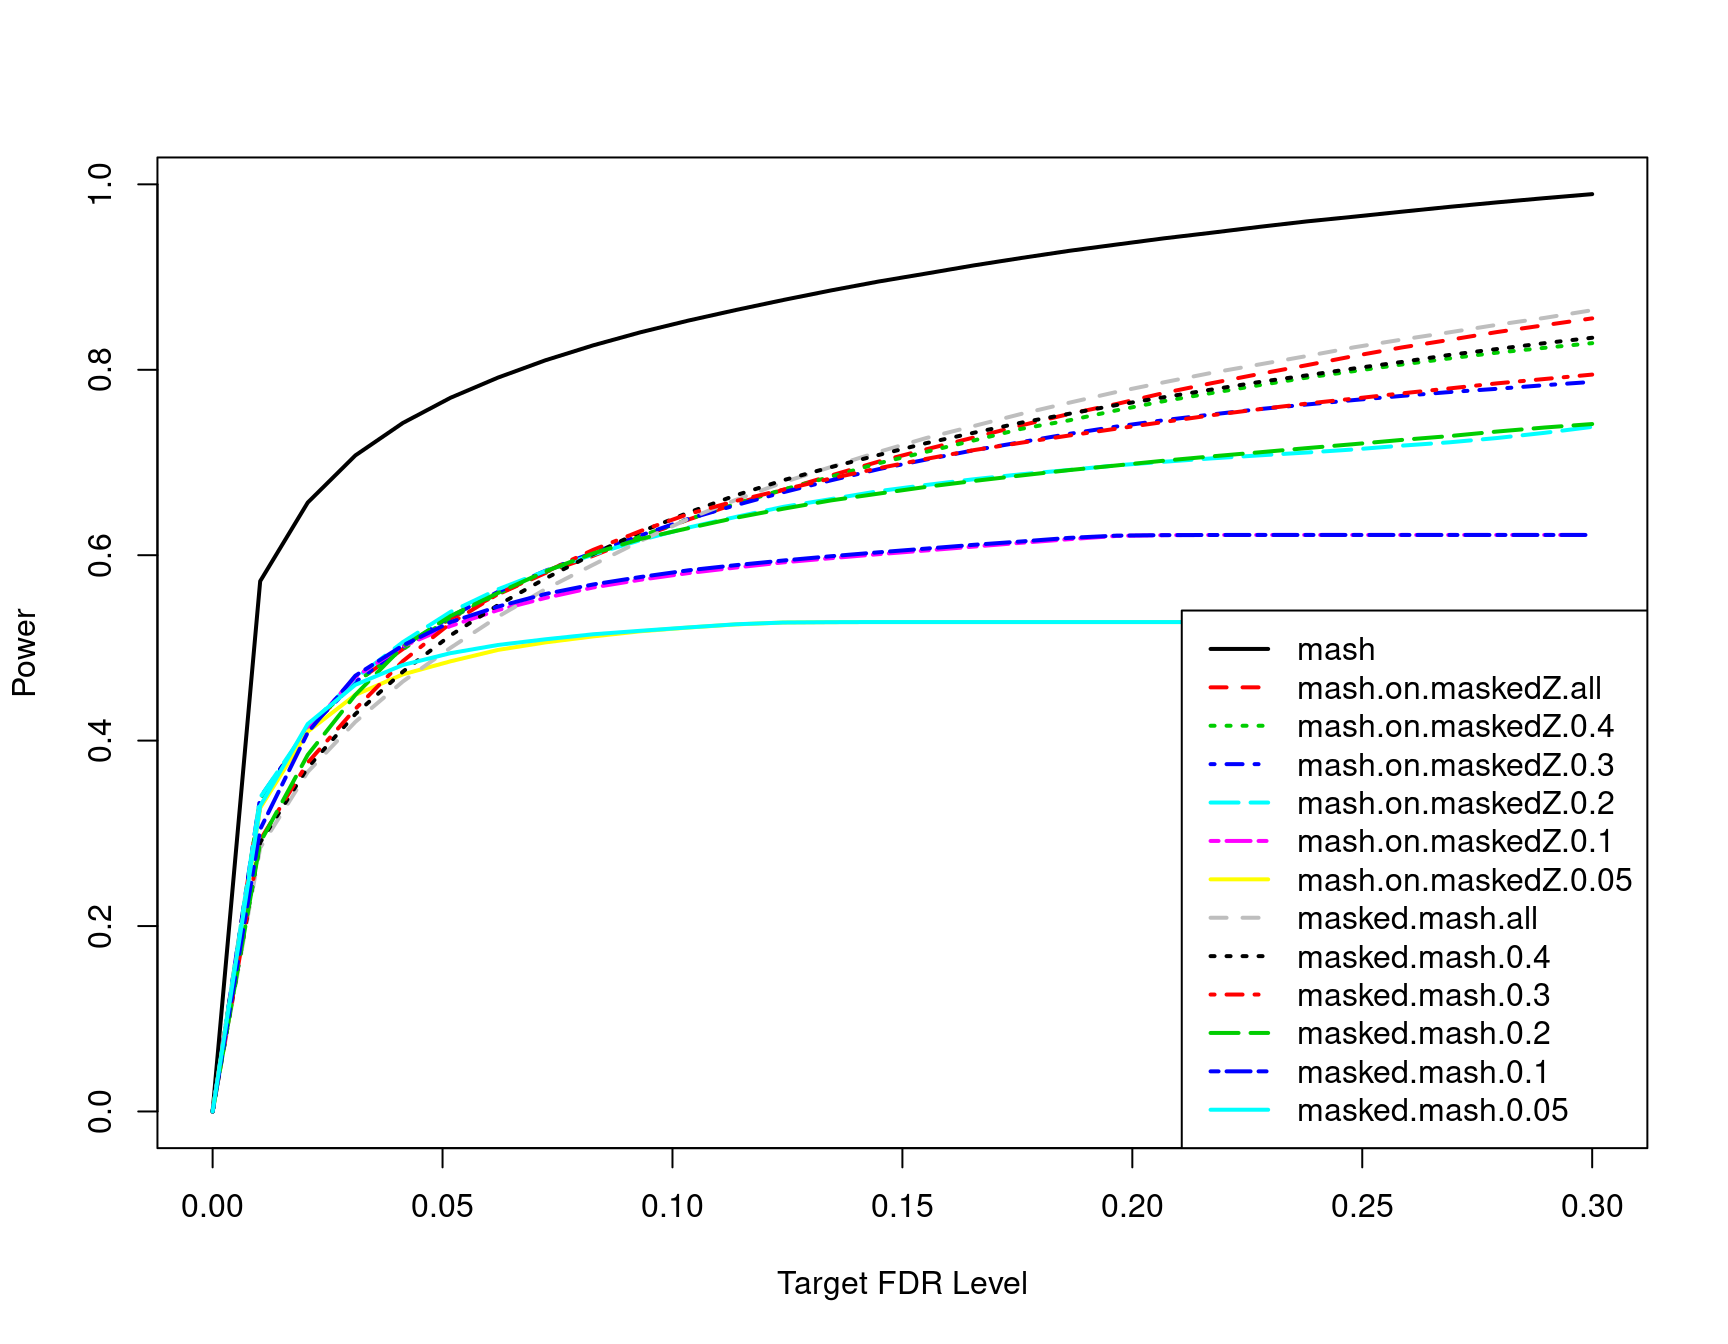 1.0
0.8
0.6
0.4
0.2
0.0
Power
mash
mash.on.maskedZ.all
mash.on.maskedZ.0.4
mash.on.maskedZ.0.3
mash.on.maskedZ.0.2
mash.on.maskedZ.0.1
mash.on.maskedZ.0.05
masked.mash.all
masked.mash.0.4
masked.mash.0.3
masked.mash.0.2
masked.mash.0.1
masked.mash.0.05
0.00 0.05 0.10 0.15 0.20 0.25 0.30
Target FDR Level